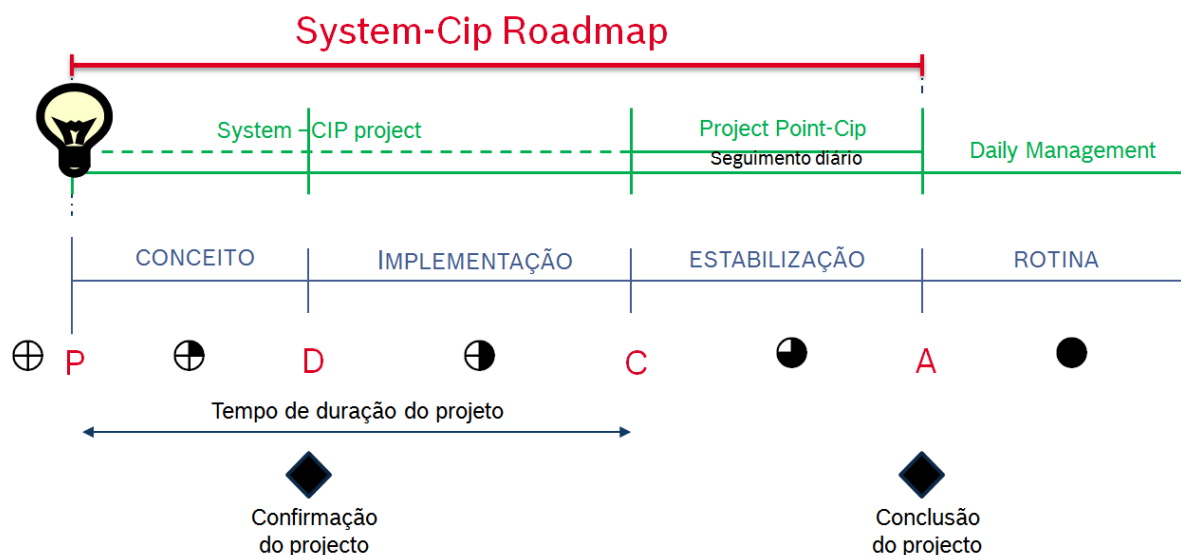 System-Cip Roadmap
System –CIP project
Project Point-Cip
Seguimento diário
Daily Management
CONCEITO
IMPLEMENTAÇÃO
ESTABILIZAÇÃO
ROTINA
P
D
C
A
Tempo de duração do projeto
Confirmação
do projecto
Conclusão
do projecto